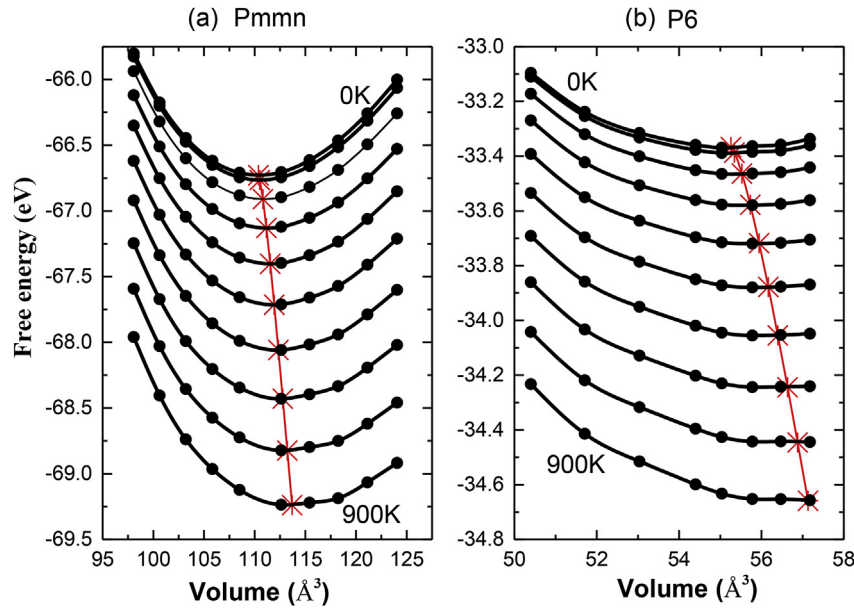 (a) Pmmn
(b) P6
Free energy (eV)
-66.0
-66.5
-67.0
-67.5
-68.0
-68.5
-69.0
-69.5
0K
900K
95 100 105 110 115 120 125
Volume (Å³)
-33.0
-33.2
-33.4
-33.6
-33.8
-34.0
-34.2
-34.4
-34.6
-34.8
0K
900K
50 52 54 56 58
Volume (Å³)